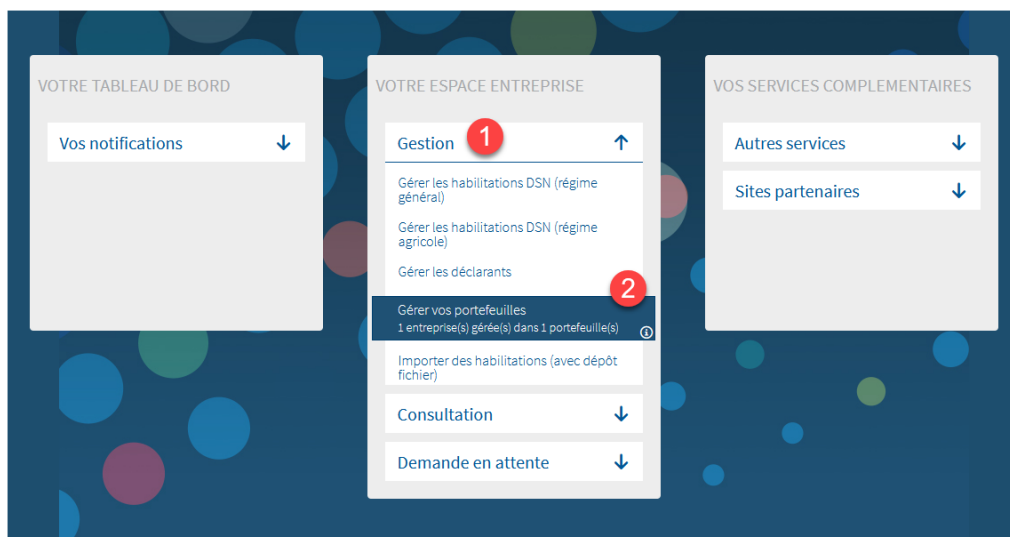 VOTRE TABLEAU DE BORD
Vos notifications
VOTRE ESPACE ENTREPRISE
Gestion
1
Gérer les habilitations DSN (régime
général)
Gérer les habilitations DSN (régime
agricole)
Gérer les déclarants
2
Gérer vos portefeuilles
1 entreprise(s) gérée(s) dans 1 portefeuille(s)
Importer des habilitations (avec dépôt
fichier)
Consultation
Demande en attente
VOS SERVICES COMPLEMENTAIRES
Autres services
Sites partenaires